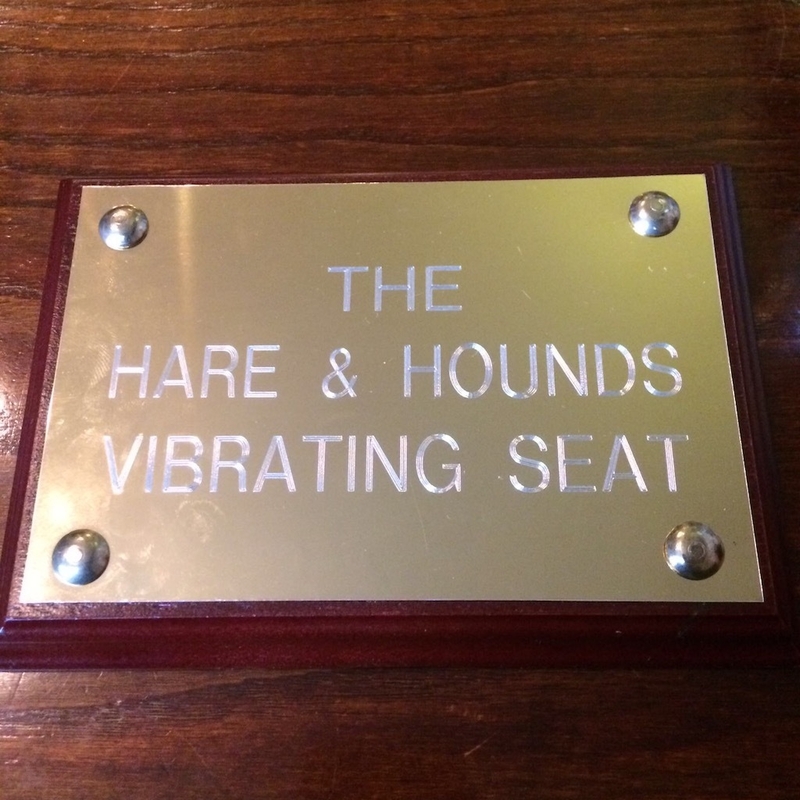 THE
HARE & HOUNDS
VIBRATING SEAT